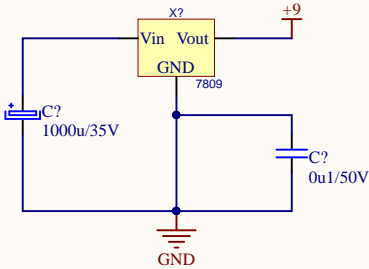 X?
+9
Vin Vout
GND
7809
C?
1000u/35V
C?
0u1/50V
GND